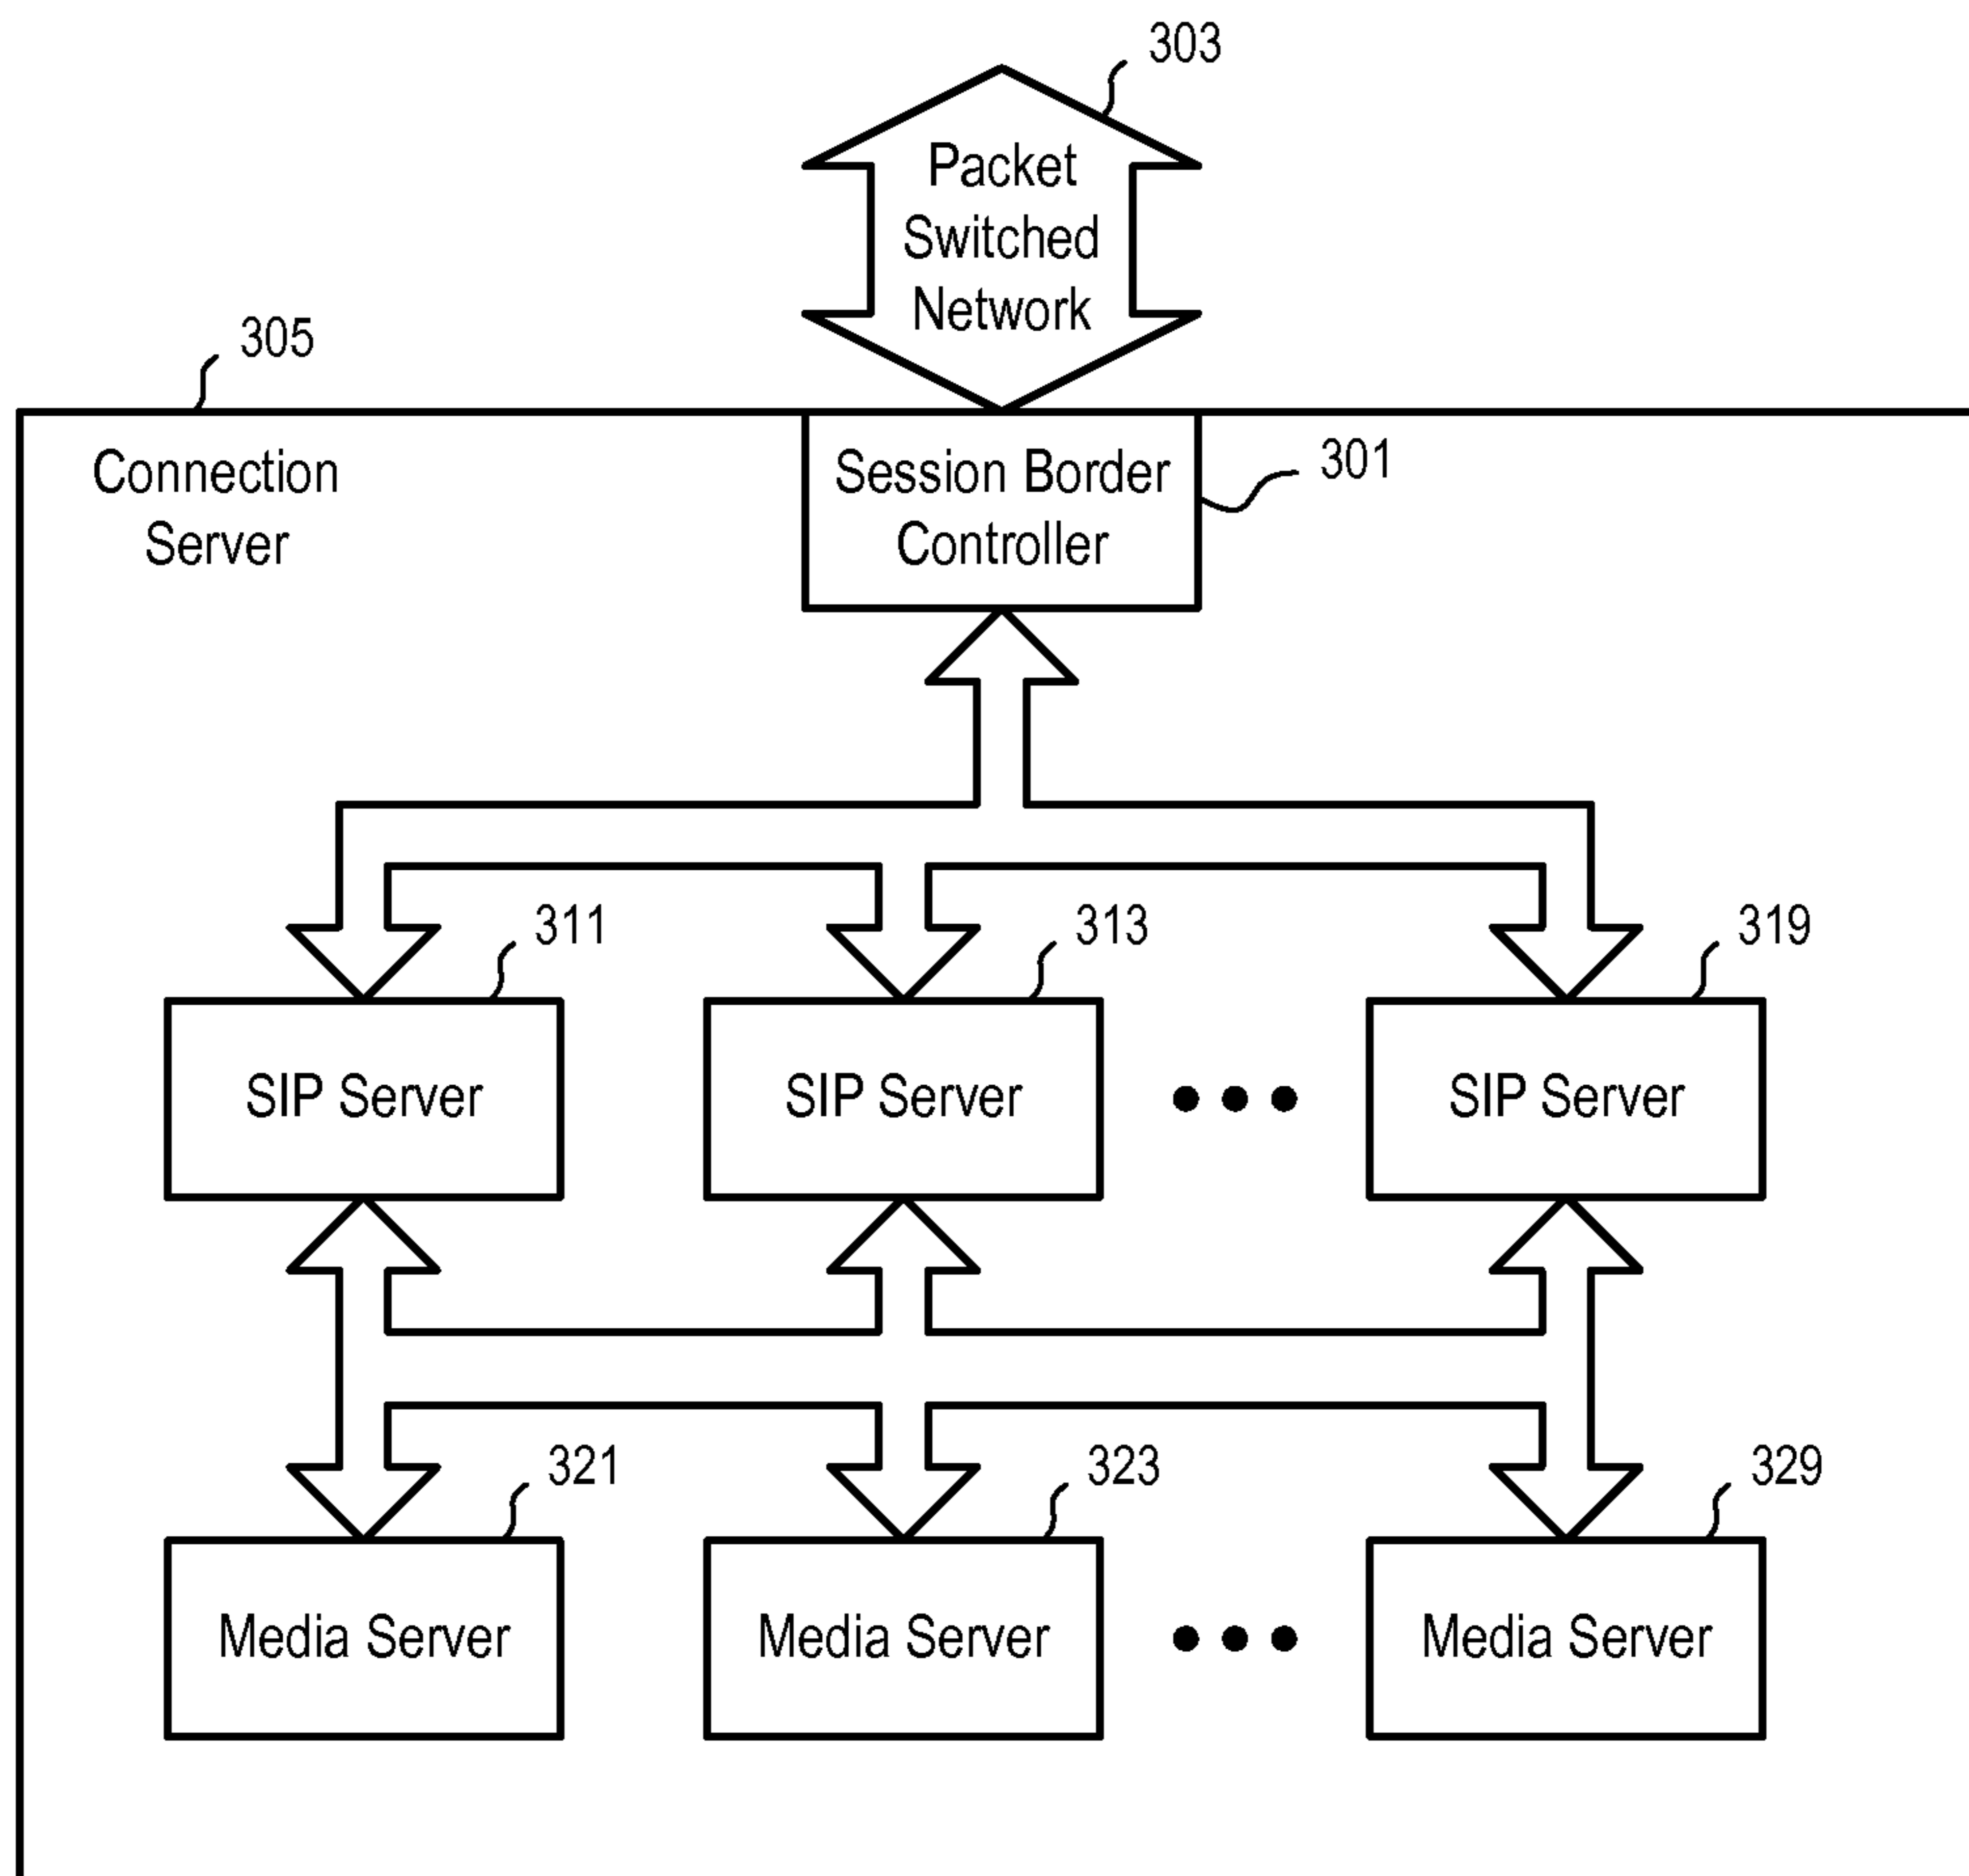 303
Packet
Switched
Network
305
Connection
Server
Session Border
Controller
301
311
313
319
SIP Server
SIP Server
SIP Server
321
323
329
Media Server
Media Server
Media Server